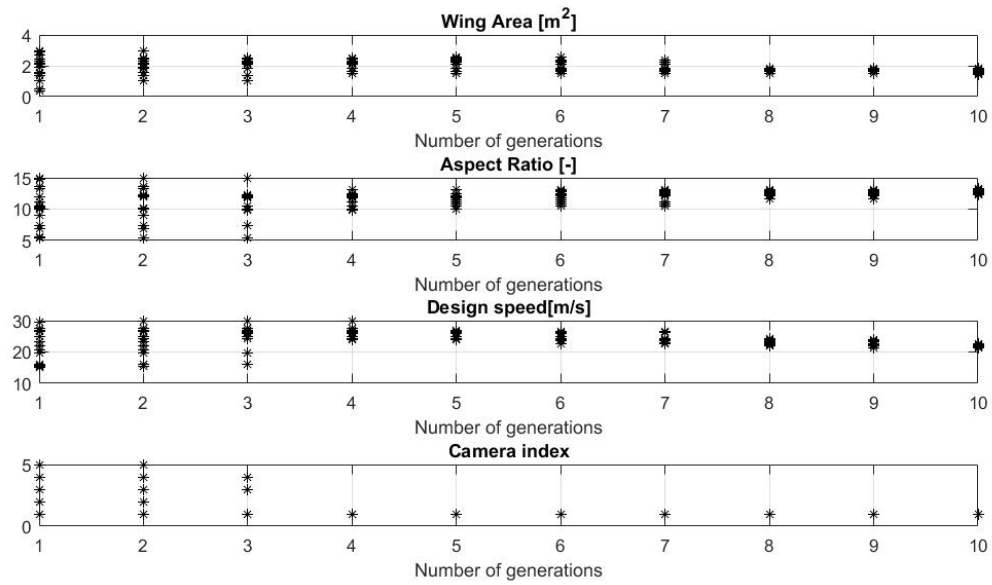 Wing Area [m²]
4
2
0
1 2 3 4 5 6 7 8 9 10
Number of generations
Aspect Ratio [-]
15
10
5
1 2 3 4 5 6 7 8 9 10
Number of generations
Design speed[m/s]
30
20
10
1 2 3 4 5 6 7 8 9 10
Number of generations
Camera index
5
0
1 2 3 4 5 6 7 8 9 10
Number of generations